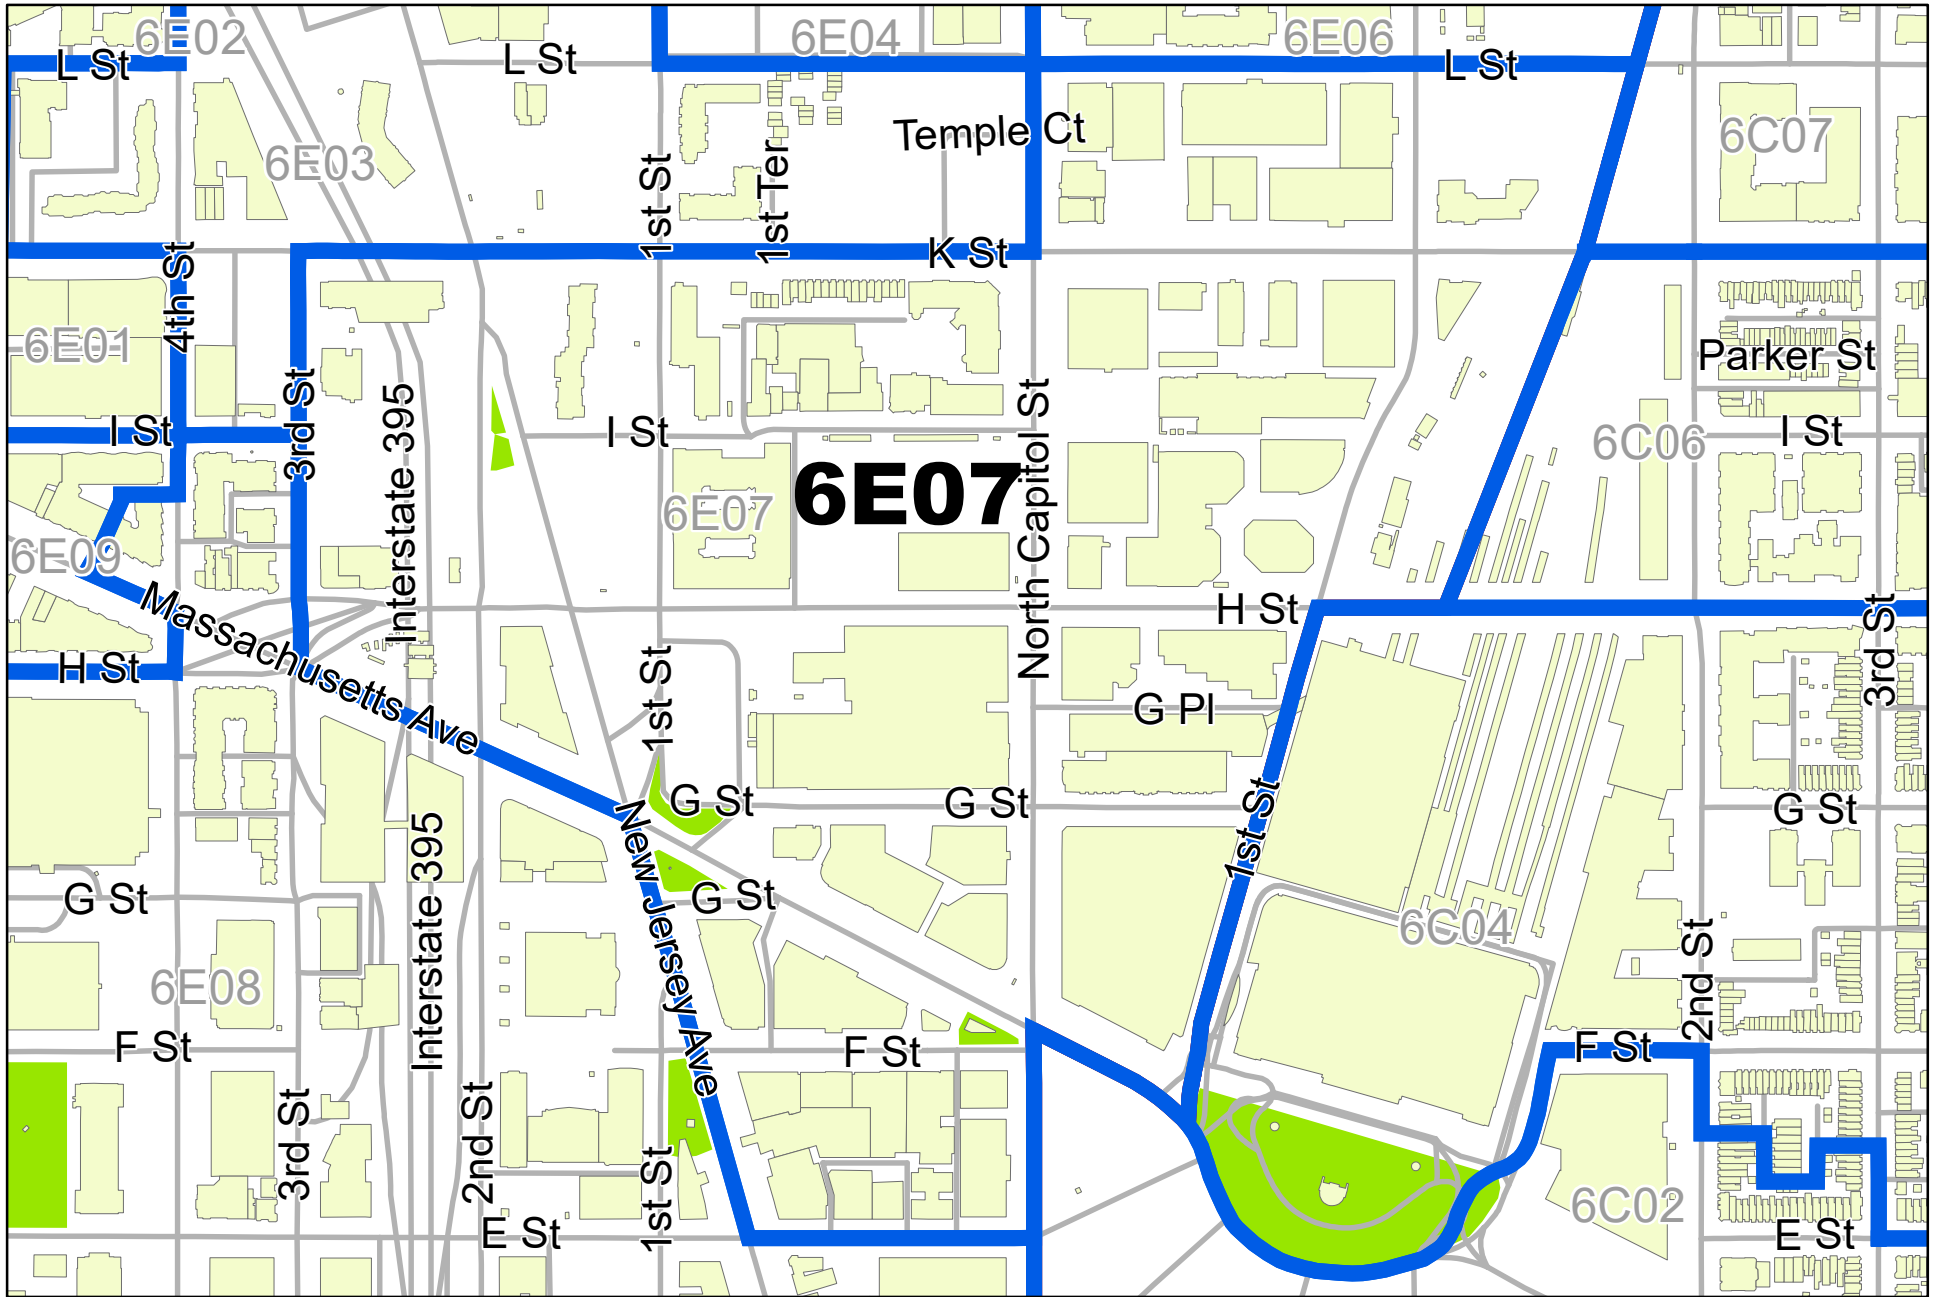 6E02
6E04
6E06
L St
L St
L St
Temple Ct
6C07
6E03
1st St
1st Ter
K St
4th St
6E01
Parker St
3rd St
Interstate 395
North Capitol St
I St
I St
I St
6C06
6E07
6E07
6E09
Massachusetts Ave
H St
H St
3rd St
1st St
G Pl
G St
G St
1st St
G St
New Jersey Ave
Interstate 395
G St
G St
6C04
2nd St
6E08
F St
F St
F St
3rd St
2nd St
1st St
6C02
E St
E St